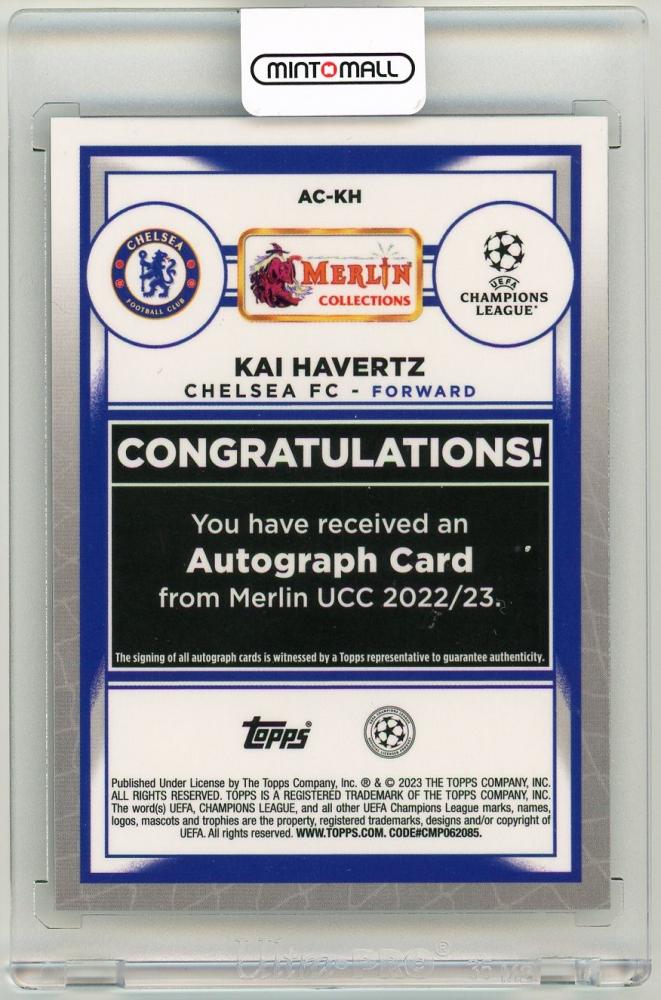 MINT MALL
AC-KH
CHELSEA
FOOTBALL CLUB
MERLIN
COLLECTIONS
UEFA
CHAMPIONS
LEAGUE
KAI HAVERTZ
CHELSEA FC - FORWARD
CONGRATULATIONS!
You have received an
Autograph Card
from Merlin UCC 2022/23.
The signing of all autograph cards is witnessed by a Topps representative to guarantee authenticity.
topps®
Published Under License by The Topps Company, Inc. ® & © 2023 THE TOPPS COMPANY, INC.
ALL RIGHTS RESERVED. TOPPS IS A REGISTERED TRADEMARK OF THE TOPPS COMPANY, INC.
The word(s) UEFA, CHAMPIONS LEAGUE, and all other UEFA Champions League marks, names,
logos, mascots and trophies are the property, registered trademarks, designs and/or copyright of
UEFA. All rights reserved. WWW.TOPPS.COM. CODE#CMP062085.
Ultra-PRO®